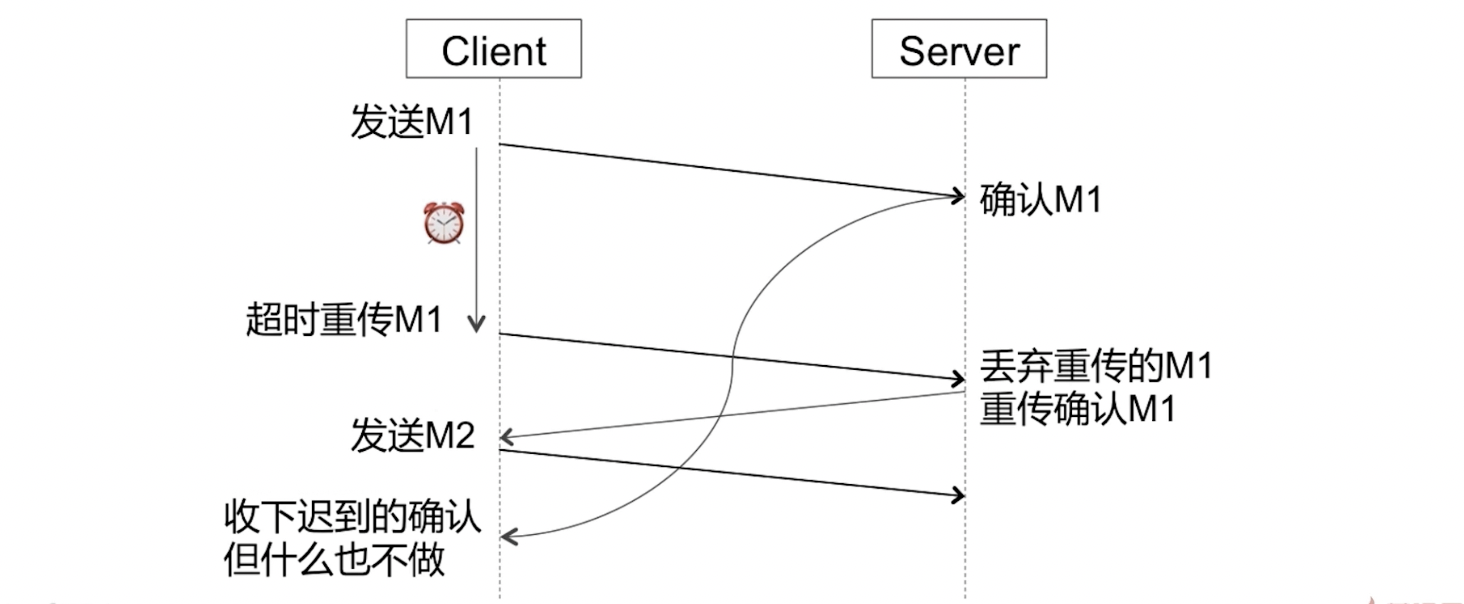 Client
Server
发送M1
确认M1
超时重传M1
丢弃重传的M1
重传确认M1
发送M2
收下迟到的确认
但什么也不做